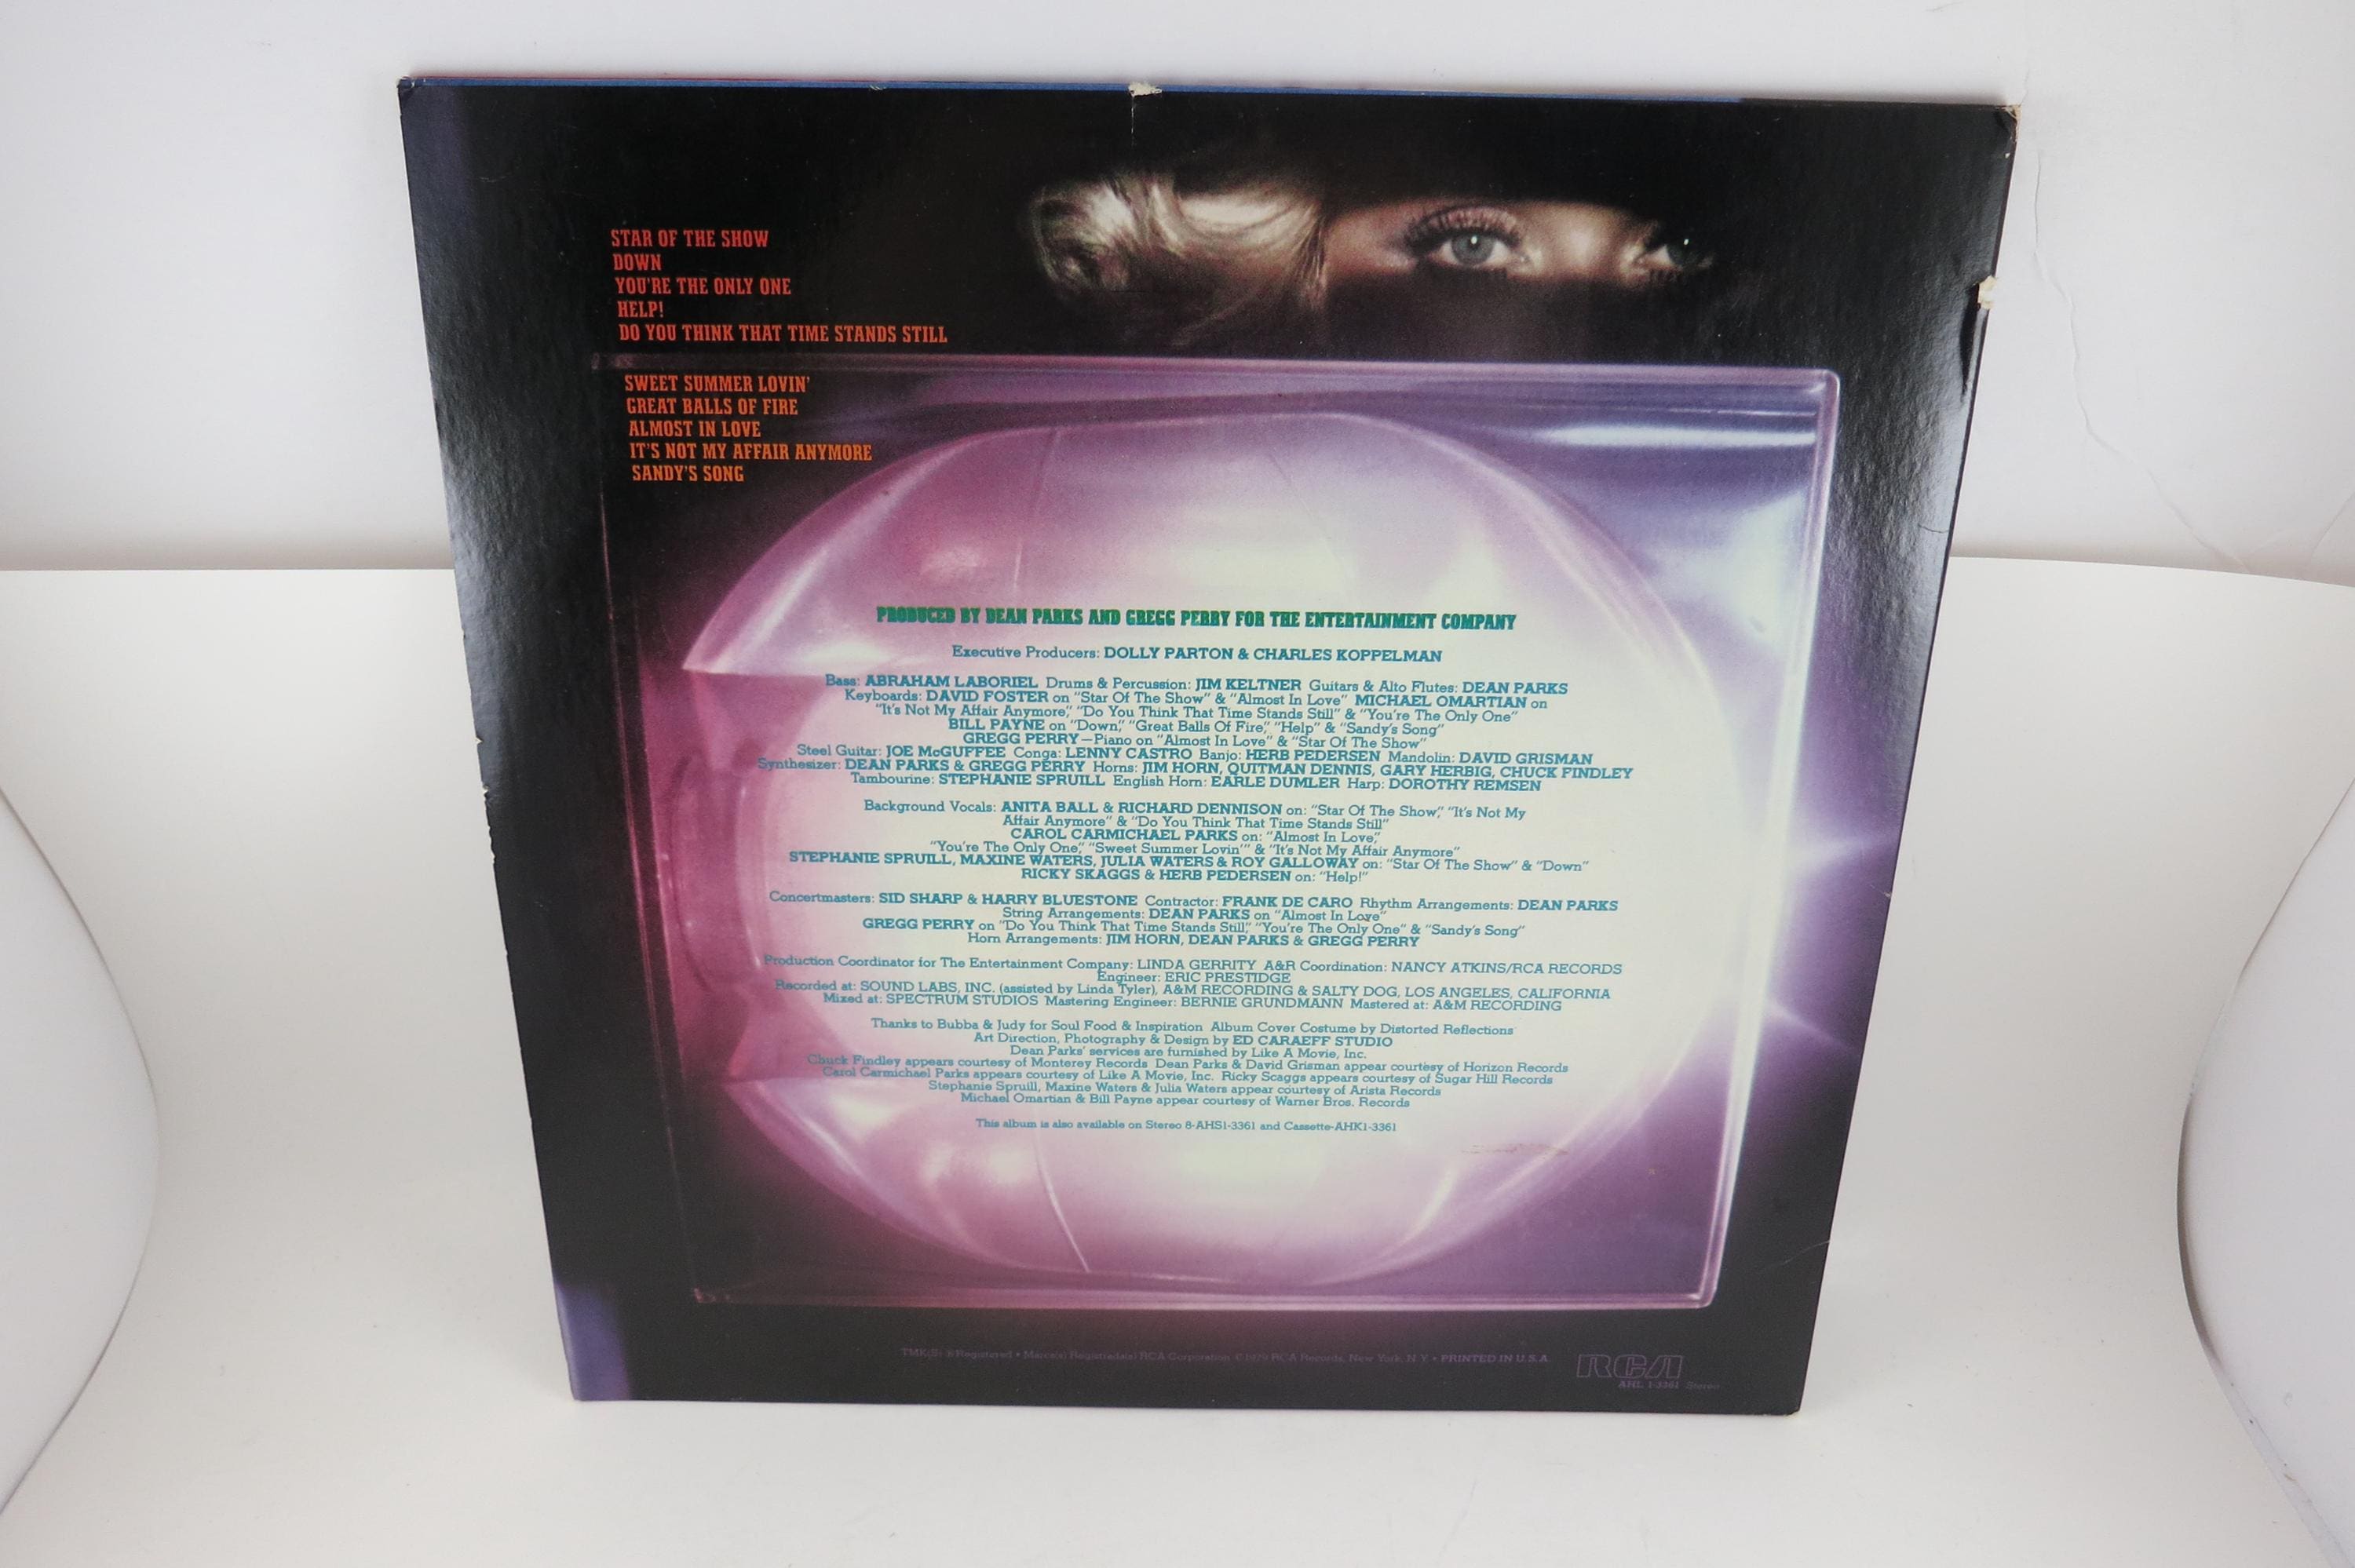 STAR OF THE SHOW
DOWN
YOU'RE THE ONLY ONE
HELP!
DO YOU THINK THAT TIME STANDS STILL
SWEET SUMMER LOVIN'
GREAT BALLS OF FIRE
ALMOST IN LOVE
IT'S NOT MY AFFAIR ANYMORE
SANDY'S SONG
PRODUCED BY DEAN PARKS AND GREGG PERRY FOR THE ENTERTAINMENT COMPANY
Executive Producers: DOLLY PARTON & CHARLES KOPPELMAN
Bass: ABRAHAM LABORIEL Drums & Percussion: JIM KELTNER Guitars & Alto Flutes: DEAN PARKS
Keyboards: DAVID FOSTER on "Star Of The Show" & "Almost In Love" MICHAEL OMARTIAN on
"It's Not My Affair Anymore," "Do You Think That Time Stands Still" & "You're The Only One"
BILL PAYNE on "Down," "Great Balls Of Fire," "Help" & "Sandy's Song"
GREGG PERRY—Piano on "Almost In Love" & "Star Of The Show"
Steel Guitar: JOE McGUFFEE Conga: LENNY CASTRO Banjo: HERB PEDERSEN Mandolin: DAVID GRISMAN
Synthesizer: DEAN PARKS & GREGG PERRY Horns: JIM HORN, QUITMAN DENNIS, GARY HERBIG, CHUCK FINDLEY
Tambourine: STEPHANIE SPRUILL English Horn: EARLE DUMLER Harp: DOROTHY REMSEN
Background Vocals: ANITA BALL & RICHARD DENNISON on: "Star Of The Show," "It's Not My
Affair Anymore" & "Do You Think That Time Stands Still"
CAROL CARMICHAEL PARKS on: "Almost In Love,"
"You're The Only One," "Sweet Summer Lovin'" & "It's Not My Affair Anymore"
STEPHANIE SPRUILL, MAXINE WATERS, JULIA WATERS & ROY GALLOWAY on: "Star Of The Show" & "Down"
RICKY SKAGGS & HERB PEDERSEN on: "Help!"
Concertmasters: SID SHARP & HARRY BLUESTONE Contractor: FRANK DE CARO Rhythm Arrangements: DEAN PARKS
String Arrangements: DEAN PARKS on "Almost In Love"
GREGG PERRY on "Do You Think That Time Stands Still," "You're The Only One" & "Sandy's Song"
Horn Arrangements: JIM HORN, DEAN PARKS & GREGG PERRY
Production Coordinator for The Entertainment Company: LINDA GERRITY A&R Coordination: NANCY ATKINS/RCA RECORDS
Engineer: ERIC PRESTIDGE
Recorded at: SOUND LABS, INC. (assisted by Linda Tyler), A&M RECORDING & SALTY DOG, LOS ANGELES, CALIFORNIA
Mixed at: SPECTRUM STUDIOS Mastering Engineer: BERNIE GRUNDMANN Mastered at: A&M RECORDING
Thanks to Bubba & Judy for Soul Food & Inspiration Album Cover Costume by Distorted Reflections
Art Direction, Photography & Design by ED CARAEFF STUDIO
Dean Parks' services are furnished by Like A Movie, Inc.
Chuck Findley appears courtesy of Monterey Records Dean Parks & David Grisman appear courtesy of Horizon Records
Carol Carmichael Parks appears courtesy of Like A Movie, Inc. Ricky Scaggs appears courtesy of Sugar Hill Records
Stephanie Spruill, Maxine Waters & Julia Waters appear courtesy of Arista Records
Michael Omartian & Bill Payne appear courtesy of Warner Bros. Records
This album is also available on Stereo 8-AHS1-3361 and Cassette-AHK1-3361
TMK(S) ®Registered • Marca(s) Registrada(s) RCA Corporation ©1979 RCA Records, New York, N.Y. • PRINTED IN U.S.A.
RCA
AHL 1-3361 Stereo